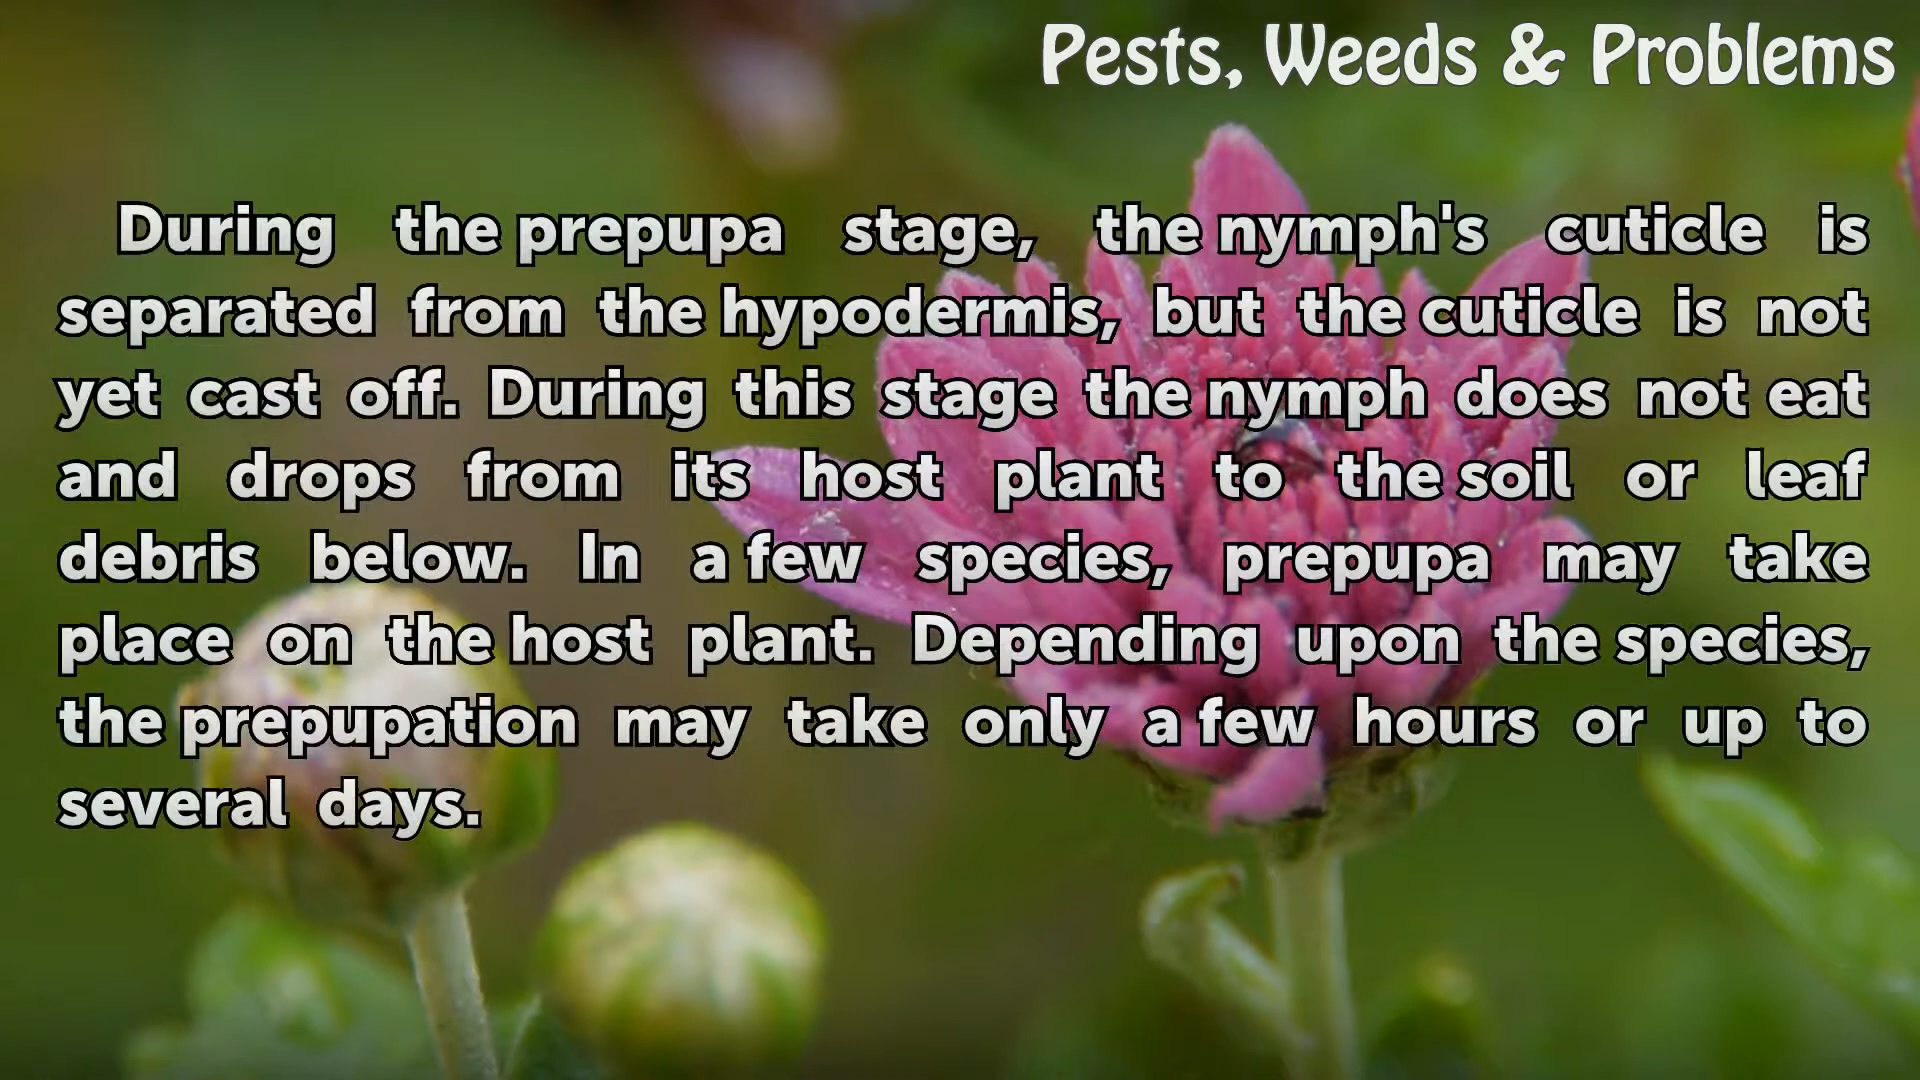 Pests, Weeds & Problems
During the prepupa stage, the nymph's cuticle is
separated from the hypodermis, but the cuticle is not
yet cast off. During this stage the nymph does not eat
and drops from its host plant to the soil or leaf
debris below. In a few species, prepupa may take
place on the host plant. Depending upon the species,
the prepupation may take only a few hours or up to
several days.